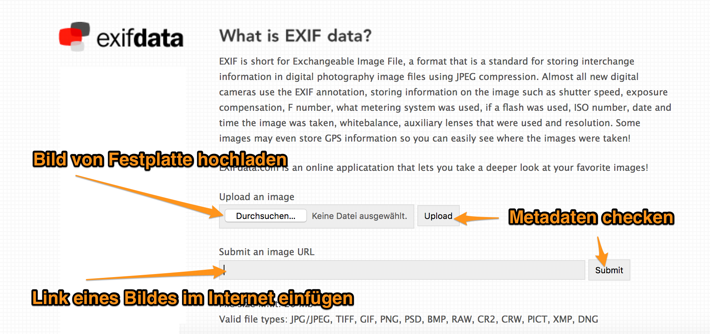 exifdata
What is EXIF data?
EXIF is short for Exchangeable Image File, a format that is a standard for storing interchange
information in digital photography image files using JPEG compression. Almost all new digital
cameras use the EXIF annotation, storing information on the image such as shutter speed, exposure
compensation, F number, what metering system was used, if a flash was used, ISO number, date and
time the image was taken, whitebalance, auxiliary lenses that were used and resolution. Some
images may even store GPS information so you can easily see where the images were taken!
Bild von Festplatte hochladen
is an online applicatation that lets you take a deeper look at your favorite images!
Upload an image
Durchsuchen... Keine Datei ausgewählt. Upload
Metadaten checken
Submit an image URL
Submit
Link eines Bildes im Internet einfügen
Valid file types: JPG/JPEG, TIFF, GIF, PNG, PSD, BMP, RAW, CR2, CRW, PICT, XMP, DNG